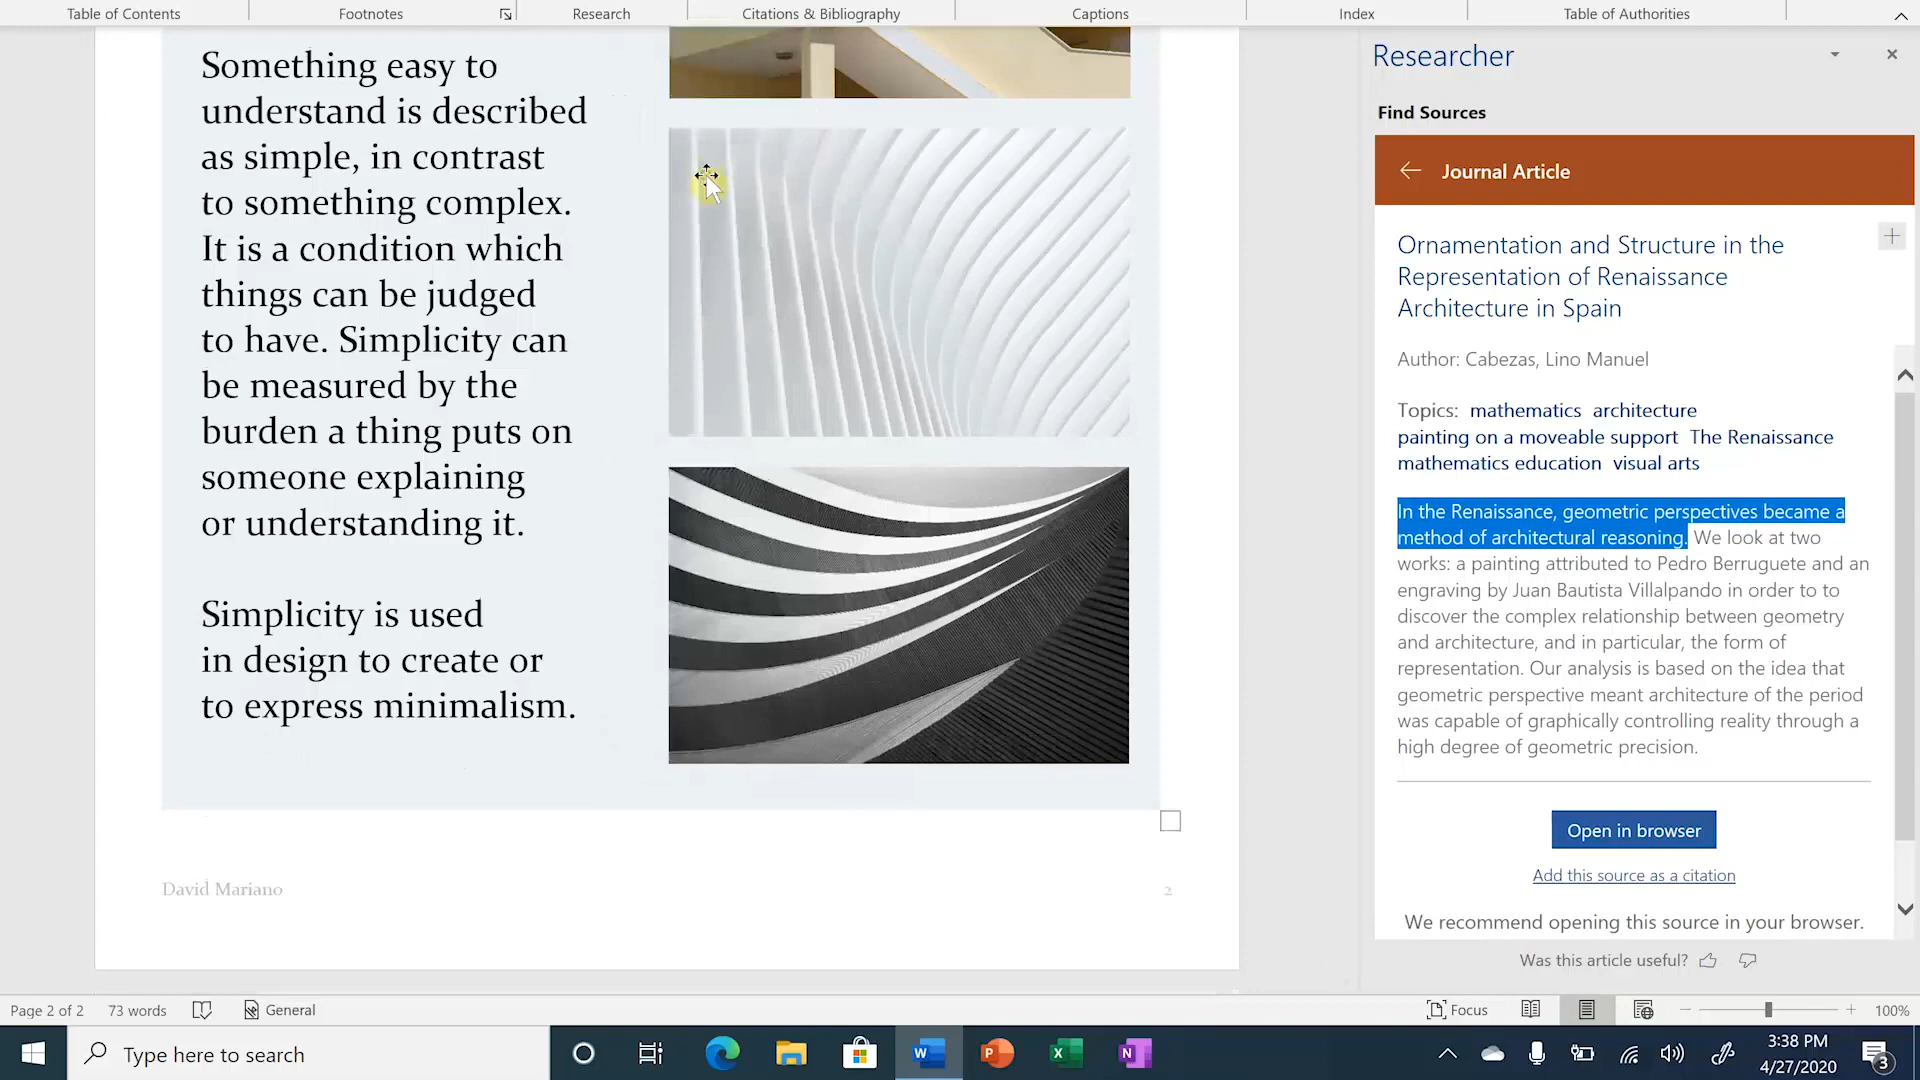 Table of Contents
Footnotes
Research
Citations & Bibliography
Captions
Index
Table of Authorities
Something easy to
understand is described
as simple, in contrast
to something complex.
It is a condition which
things can be judged
to have. Simplicity can
be measured by the
burden a thing puts on
someone explaining
or understanding it.
Simplicity is used
in design to create or
to express minimalism.
David Mariano
2
Researcher
Find Sources
Journal Article
Ornamentation and Structure in the
Representation of Renaissance
Architecture in Spain
Author: Cabezas, Lino Manuel
Topics: mathematics architecture
painting on a moveable support The Renaissance
mathematics education visual arts
In the Renaissance, geometric perspectives became a
method of architectural reasoning. We look at two
works: a painting attributed to Pedro Berruguete and an
engraving by Juan Bautista Villalpando in order to to
discover the complex relationship between geometry
and architecture, and in particular, the form of
representation. Our analysis is based on the idea that
geometric perspective meant architecture of the period
was capable of graphically controlling reality through a
high degree of geometric precision.
Open in browser
Add this source as a citation
We recommend opening this source in your browser.
Was this article useful?
Page 2 of 2
73 words
General
Focus
100%
Type here to search
W
P
X
N
3:38 PM
4/27/2020
3